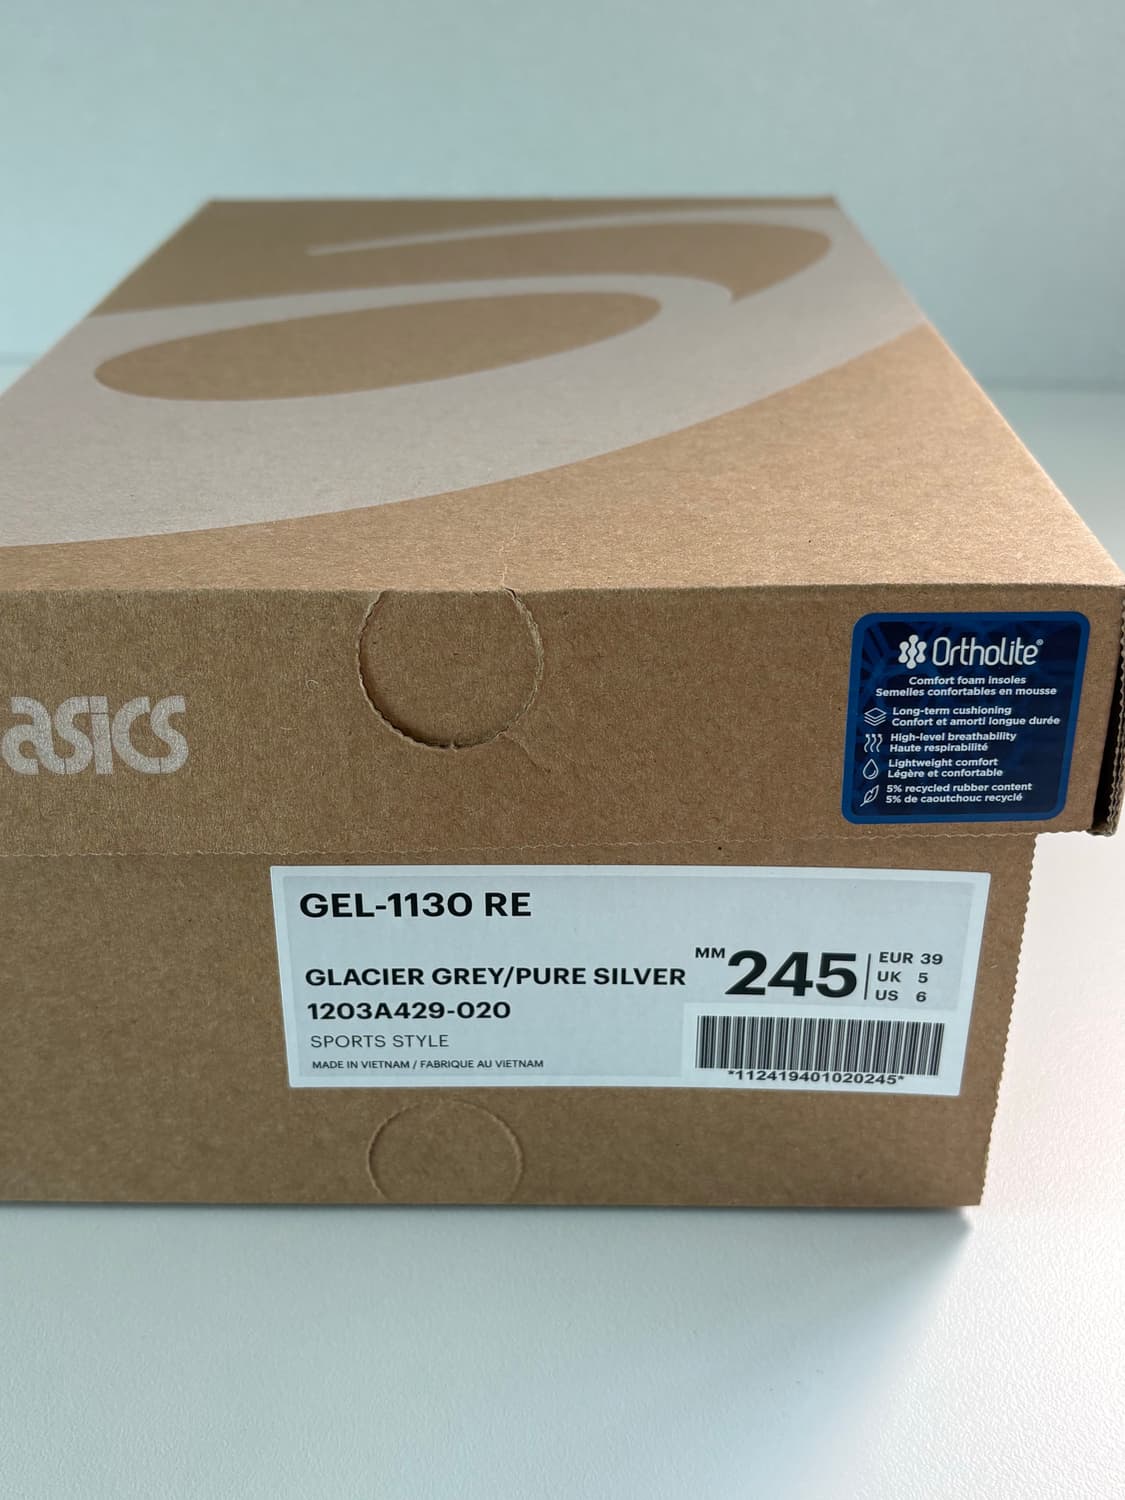 asics
Ortholite®
Comfort foam insoles
Semelles confortables en mousse
Long-term cushioning
Confort et amorti longue durée
High-level breathability
Haute respirabilité
Lightweight comfort
Légère et confortable
5% recycled rubber content
5% de caoutchouc recyclé
GEL-1130 RE
GLACIER GREY/PURE SILVER
1203A429-020
SPORTS STYLE
MADE IN VIETNAM / FABRIQUE AU VIETNAM
MM 245
EUR 39
UK 5
US 6
*112419401020245*